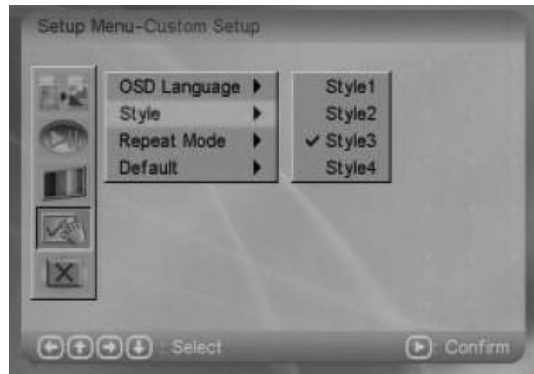 Setup Menu-Custom Setup
OSD Language
Style
Repeat Mode
Default
Style1
Style2
Style3
Style4
: Select
: Confirm